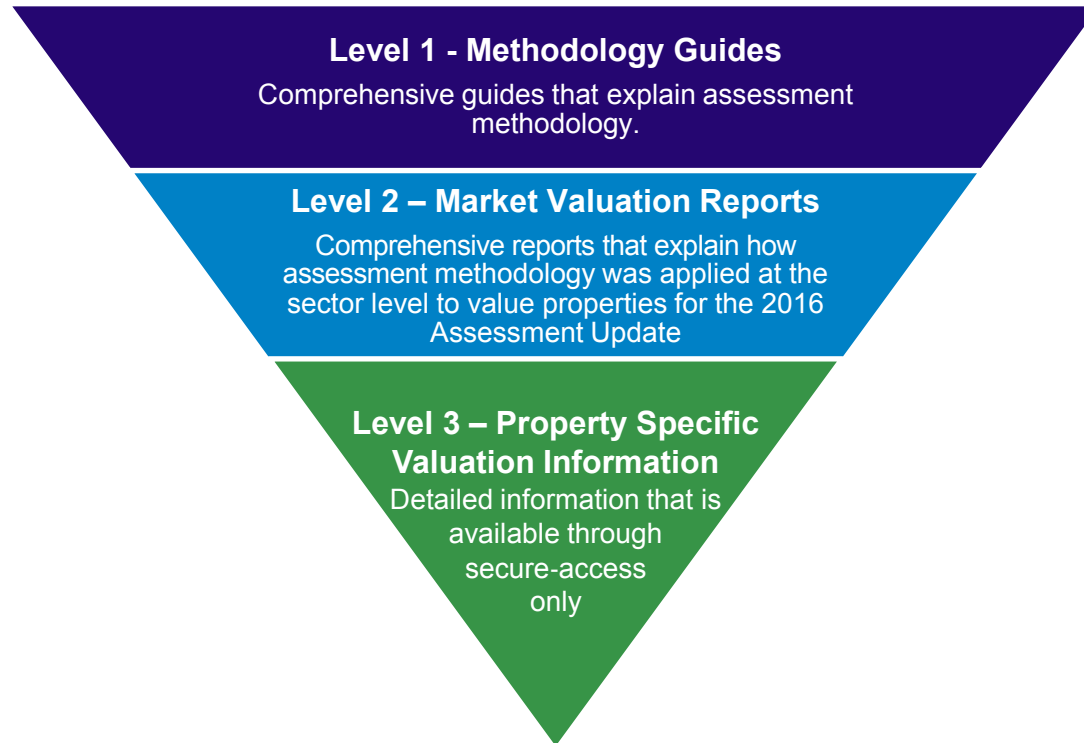 Level 1 - Methodology Guides
Comprehensive guides that explain assessment
methodology.
Level 2 – Market Valuation Reports
Comprehensive reports that explain how
assessment methodology was applied at the
sector level to value properties for the 2016
Assessment Update
Level 3 – Property Specific
Valuation Information
Detailed information that is
available through
secure-access
only